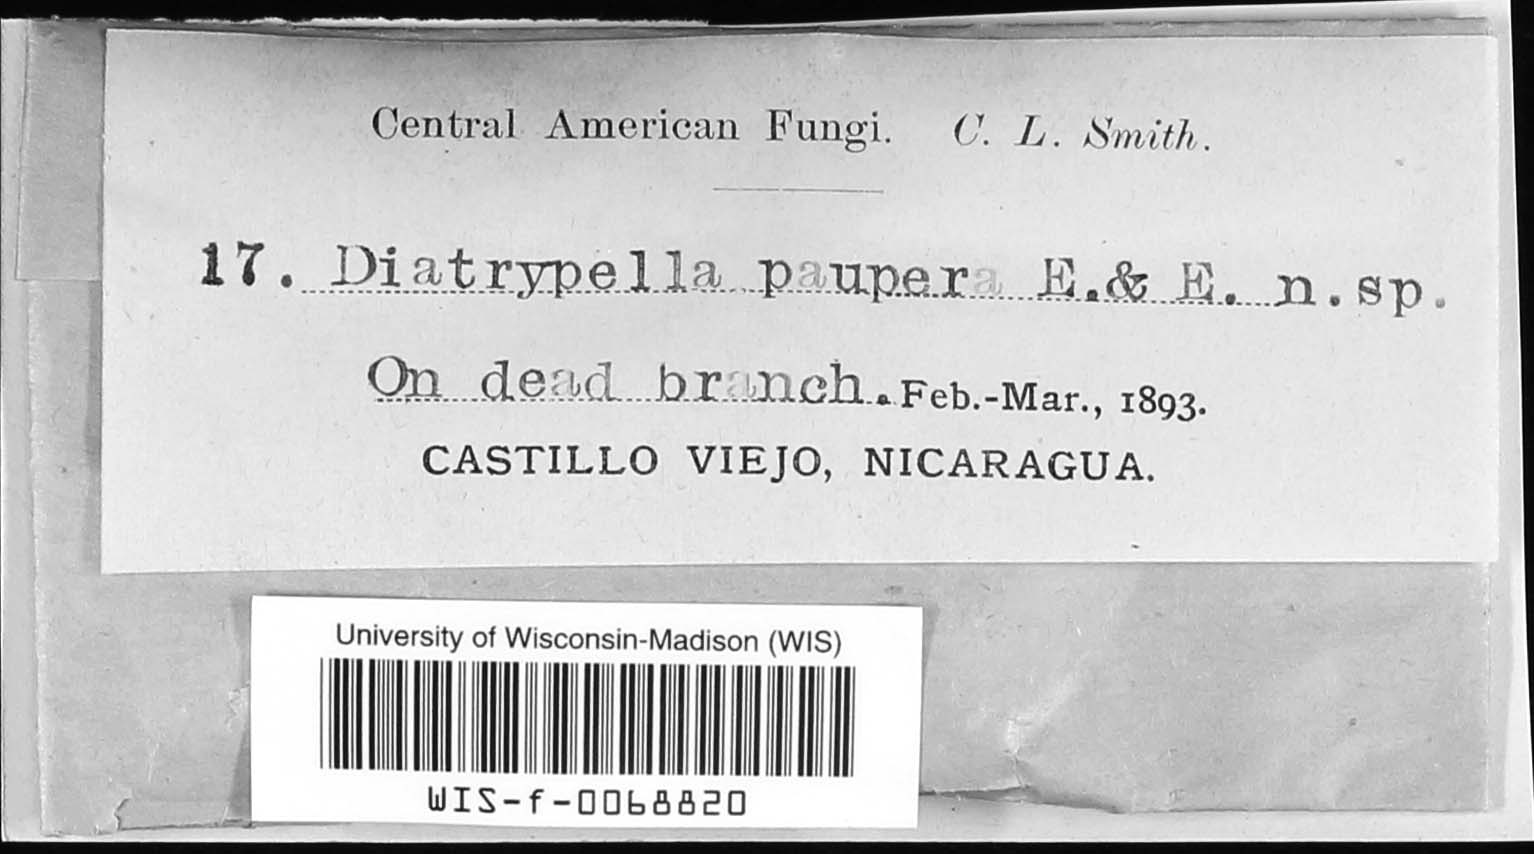 Central American Fungi. C. L. Smith.
17. Diatrypella paupera E.& E. n.sp.
On dead branch. Feb.-Mar., 1893.
CASTILLO VIEJO, NICARAGUA.
University of Wisconsin-Madison (WIS)
WIS-f-0068820